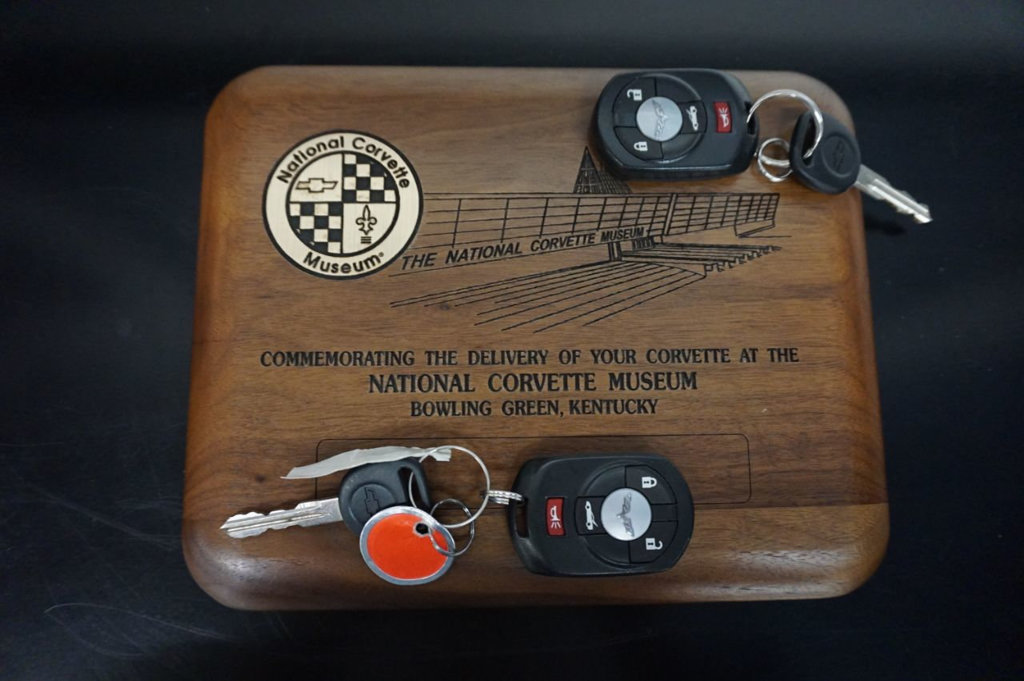 National Corvette
Museum®
THE NATIONAL CORVETTE MUSEUM
COMMEMORATING THE DELIVERY OF YOUR CORVETTE AT THE
NATIONAL CORVETTE MUSEUM
BOWLING GREEN, KENTUCKY